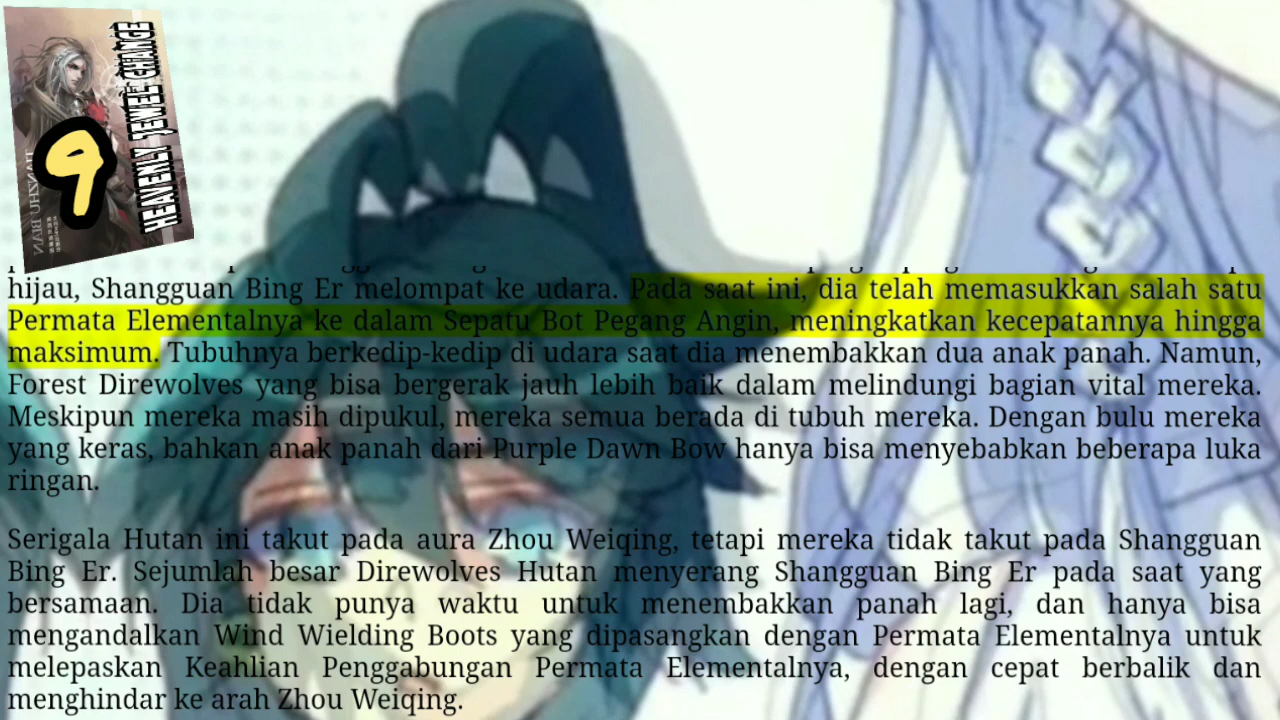 HEAVENLY JEWEL CHANGE
9
hijau, Shangguan Bing Er melompat ke udara. Pada saat ini, dia telah memasukkan salah satu
Permata Elementalnya ke dalam Sepatu Bot Pegang Angin, meningkatkan kecepatannya hingga
maksimum. Tubuhnya berkedip-kedip di udara saat dia menembakkan dua anak panah. Namun,
Forest Direwolves yang bisa bergerak jauh lebih baik dalam melindungi bagian vital mereka.
Meskipun mereka masih dipukul, mereka semua berada di tubuh mereka. Dengan bulu mereka
yang keras, bahkan anak panah dari Purple Dawn Bow hanya bisa menyebabkan beberapa luka
ringan.
Serigala Hutan ini takut pada aura Zhou Weiqing, tetapi mereka tidak takut pada Shangguan
Bing Er. Sejumlah besar Direwolves Hutan menyerang Shangguan Bing Er pada saat yang
bersamaan. Dia tidak punya waktu untuk menembakkan panah lagi, dan hanya bisa
mengandalkan Wind Wielding Boots yang dipasangkan dengan Permata Elementalnya untuk
melepaskan Keahlian Penggabungan Permata Elementalnya, dengan cepat berbalik dan
menghindar ke arah Zhou Weiqing.